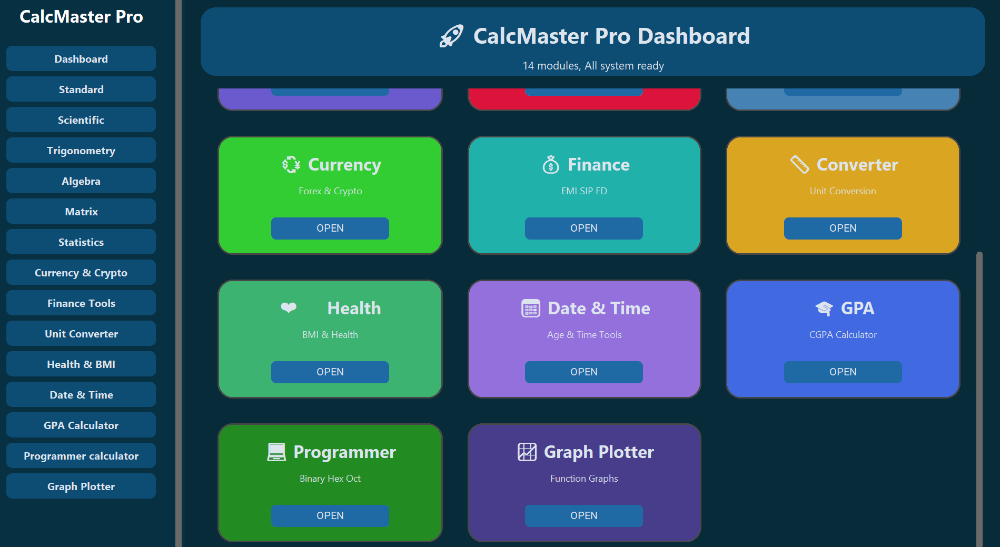 CalcMaster Pro
Dashboard
Standard
Scientific
Trigonometry
Algebra
Matrix
Statistics
Currency & Crypto
Finance Tools
Unit Converter
Health & BMI
Date & Time
GPA Calculator
Programmer calculator
Graph Plotter
CalcMaster Pro Dashboard
14 modules, All system ready
Currency
Forex & Crypto
OPEN
Finance
EMI SIP FD
OPEN
Converter
Unit Conversion
OPEN
Health
BMI & Health
OPEN
Date & Time
Age & Time Tools
OPEN
GPA
CGPA Calculator
OPEN
Programmer
Binary Hex Oct
OPEN
Graph Plotter
Function Graphs
OPEN